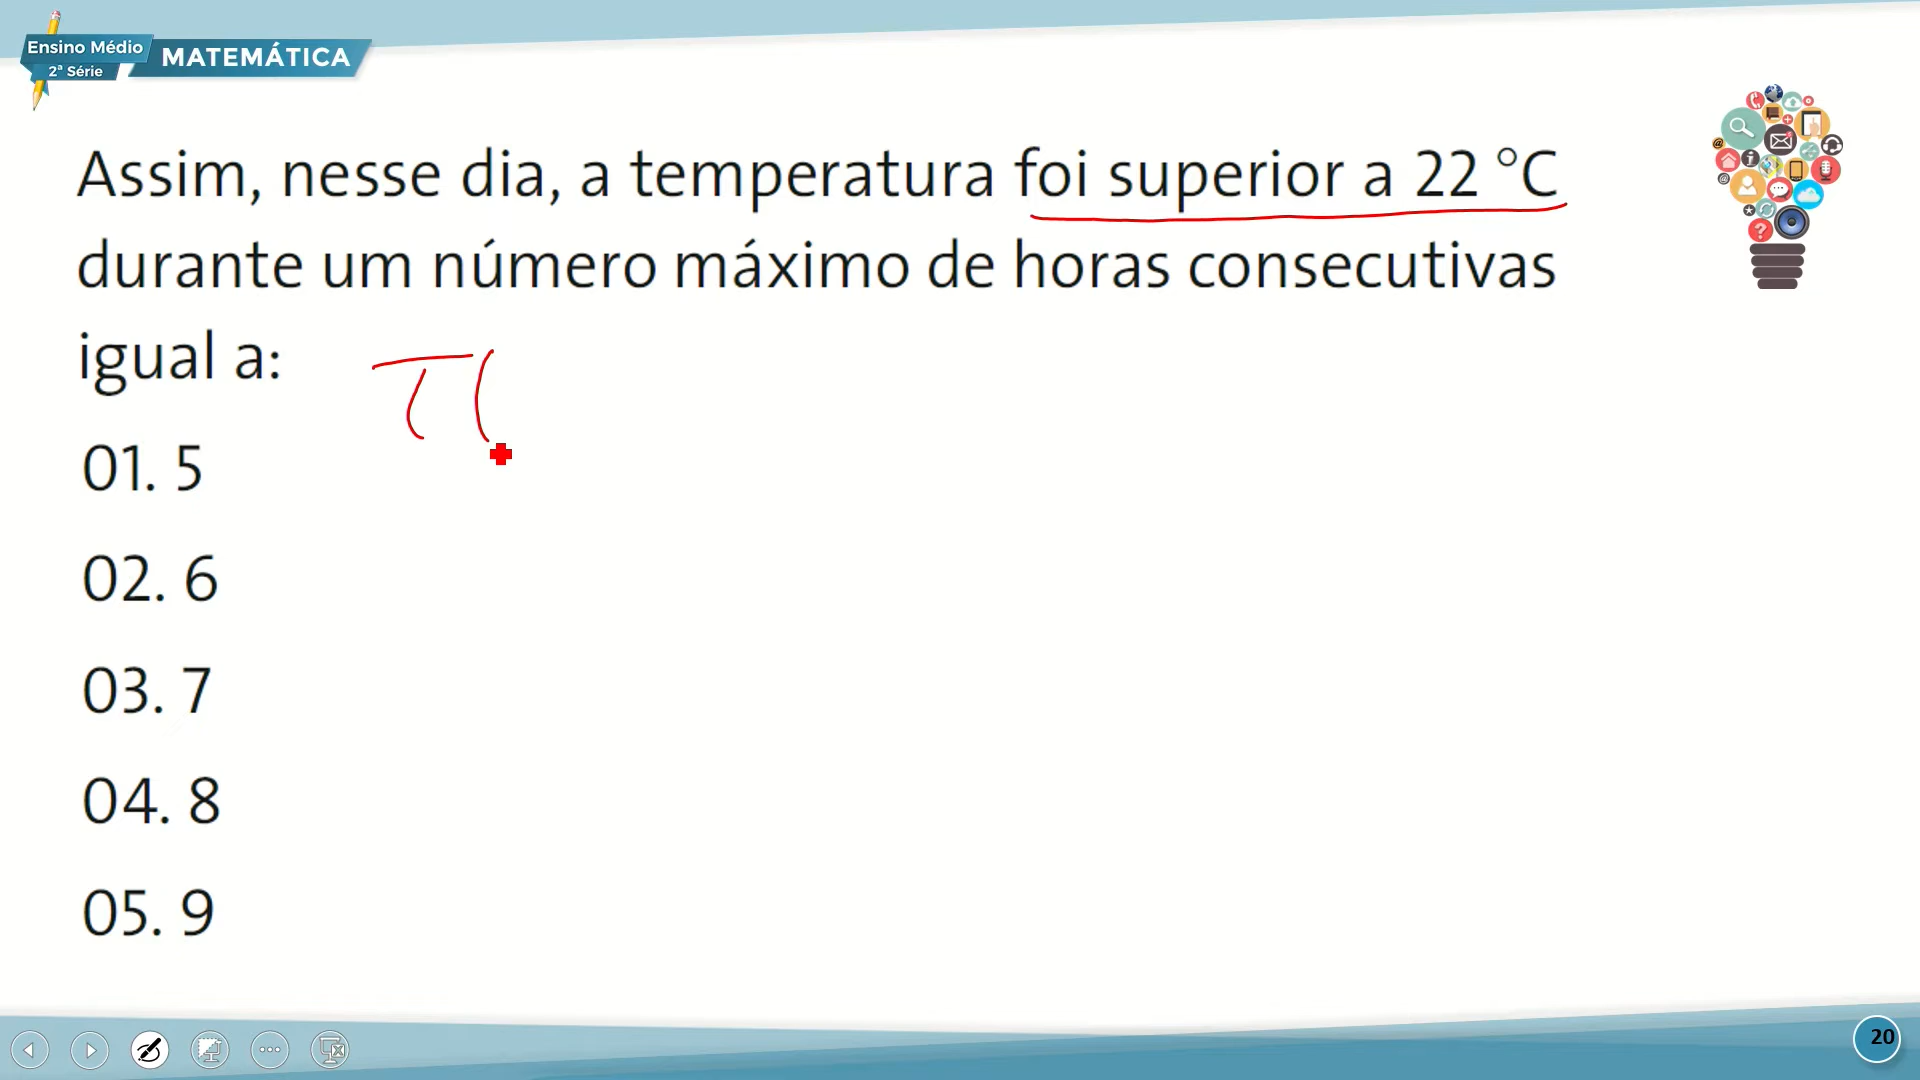 Ensino Médio
2ª Série
MATEMÁTICA
Assim, nesse dia, a temperatura foi superior a 22 °C
durante um número máximo de horas consecutivas
igual a:
π
01. 5
02. 6
03. 7
04. 8
05. 9
20